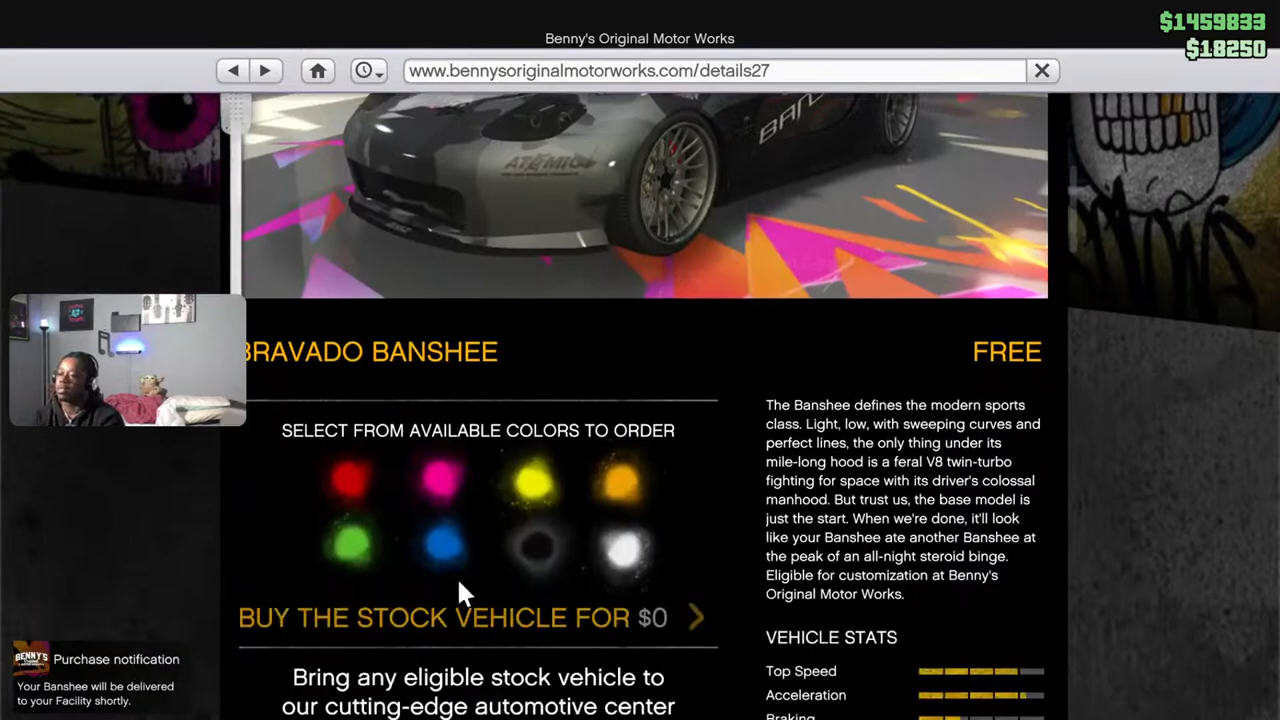 $1459833
$18250
Benny's Original Motor Works
www.bennysoriginalmotorworks.com/details27
ATOMIC
BRAVADO BANSHEE
FREE
SELECT FROM AVAILABLE COLORS TO ORDER
BUY THE STOCK VEHICLE FOR $0
Bring any eligible stock vehicle to
our cutting-edge automotive center
The Banshee defines the modern sports
class. Light, low, with sweeping curves and
perfect lines, the only thing under its
mile-long hood is a feral V8 twin-turbo
fighting for space with its driver's colossal
manhood. But trust us, the base model is
just the start. When we're done, it'll look
like your Banshee ate another Banshee at
the peak of an all-night steroid binge.
Eligible for customization at Benny's
Original Motor Works.
VEHICLE STATS
Top Speed
Acceleration
Braking
BENNY'S
Purchase notification
Your Banshee will be delivered
to your Facility shortly.